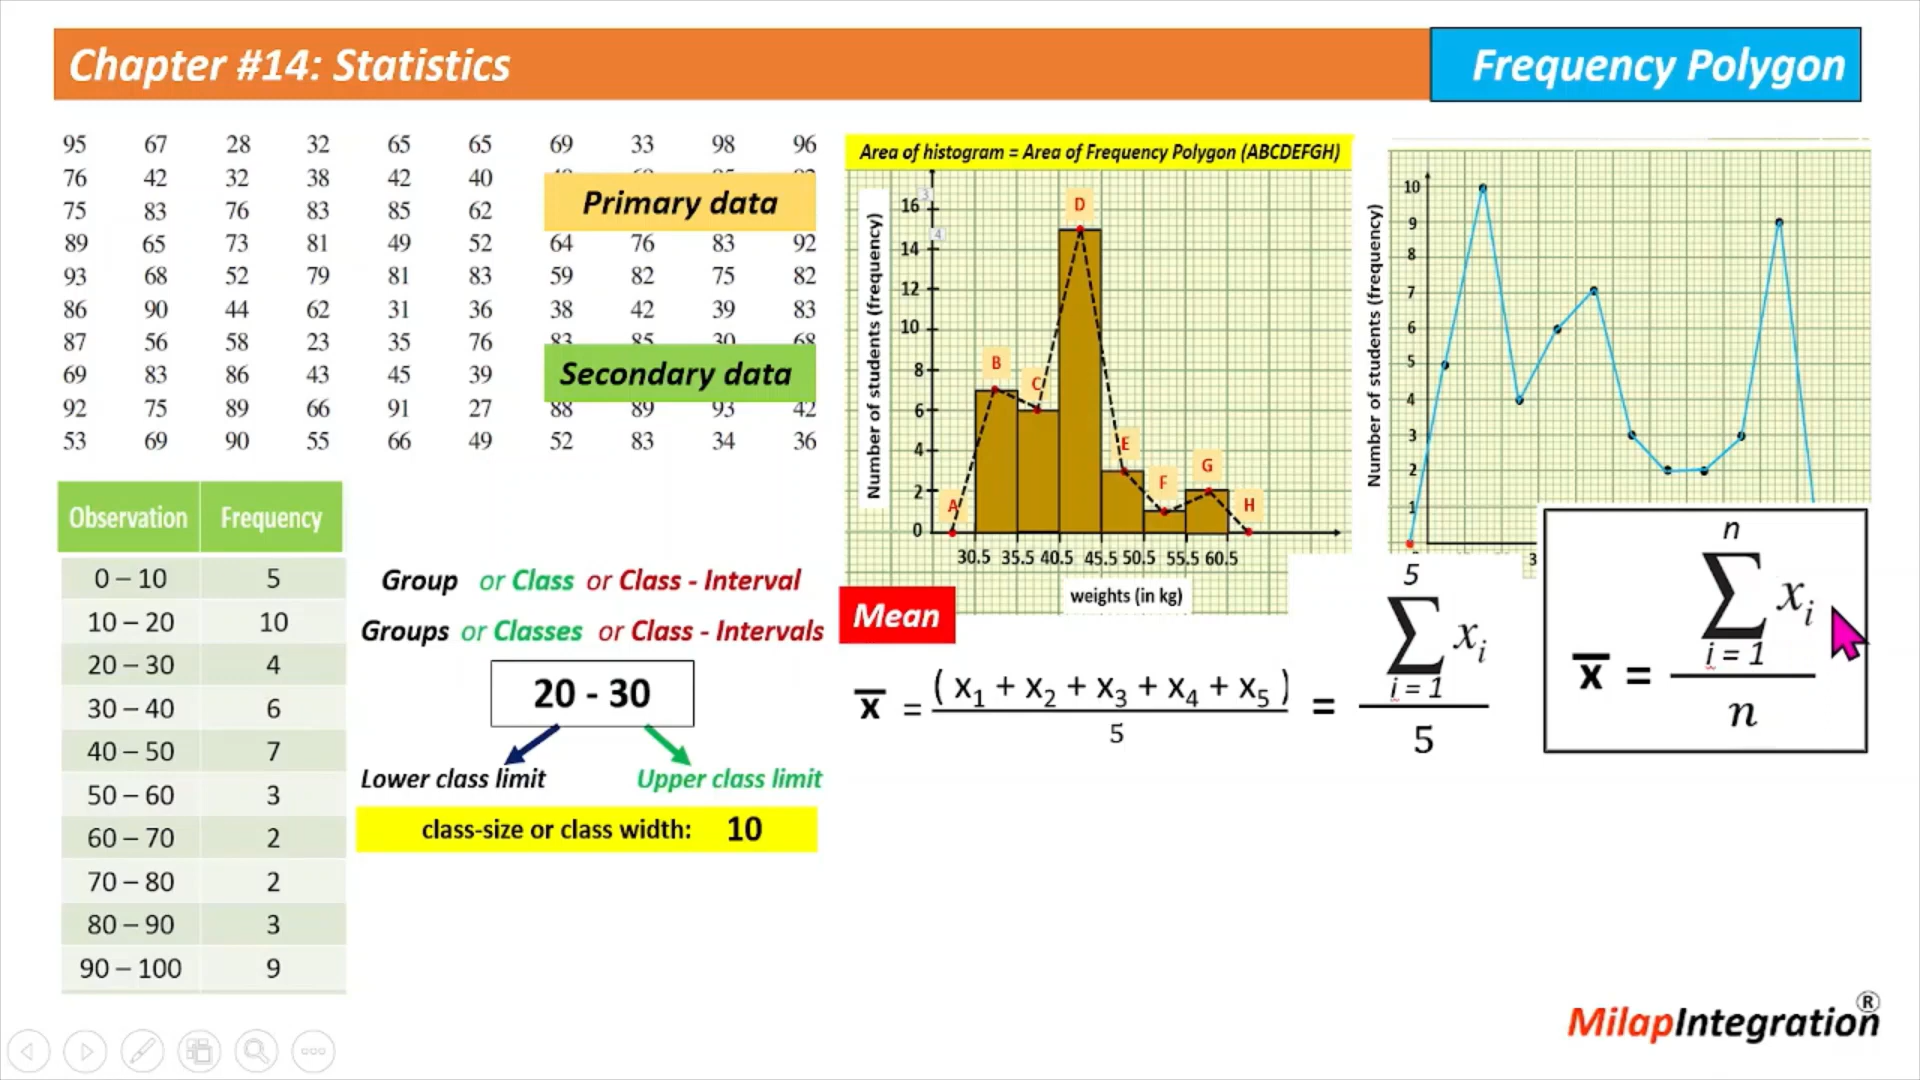 Chapter #14: Statistics
Frequency Polygon
95 67 28 32 65 65 69 33 98 96
76 42 32 38 42 40
75 83 76 83 85 62
89 65 73 81 49 52 64 76 83 92
93 68 52 79 81 83 59 82 75 82
86 90 44 62 31 36 38 42 39 83
87 56 58 23 35 76 83 85 30 68
69 83 86 43 45 39
92 75 89 66 91 27 88 89 93 42
53 69 90 55 66 49 52 83 34 36
Primary data
Secondary data
Observation Frequency
0 – 10 5
10 – 20 10
20 – 30 4
30 – 40 6
40 – 50 7
50 – 60 3
60 – 70 2
70 – 80 2
80 – 90 3
90 – 100 9
Group or Class or Class - Interval
Groups or Classes or Class - Intervals
20 - 30
Lower class limit Upper class limit
class-size or class width: 10
Area of histogram = Area of Frequency Polygon (ABCDEFGH)
Number of students (frequency)
16
14
12
10
8
6
4
2
0
3
4
A B C D E F G H
30.5 35.5 40.5 45.5 50.5 55.5 60.5
weights (in kg)
Number of students (frequency)
10
9
8
7
6
5
4
3
2
1
3
Mean
x̄ = ( x₁ + x₂ + x₃ + x₄ + x₅ )
5
=
5
∑ xᵢ
i = 1
5
n
∑ xᵢ
i = 1
x̄ =
n
MilapIntegration®